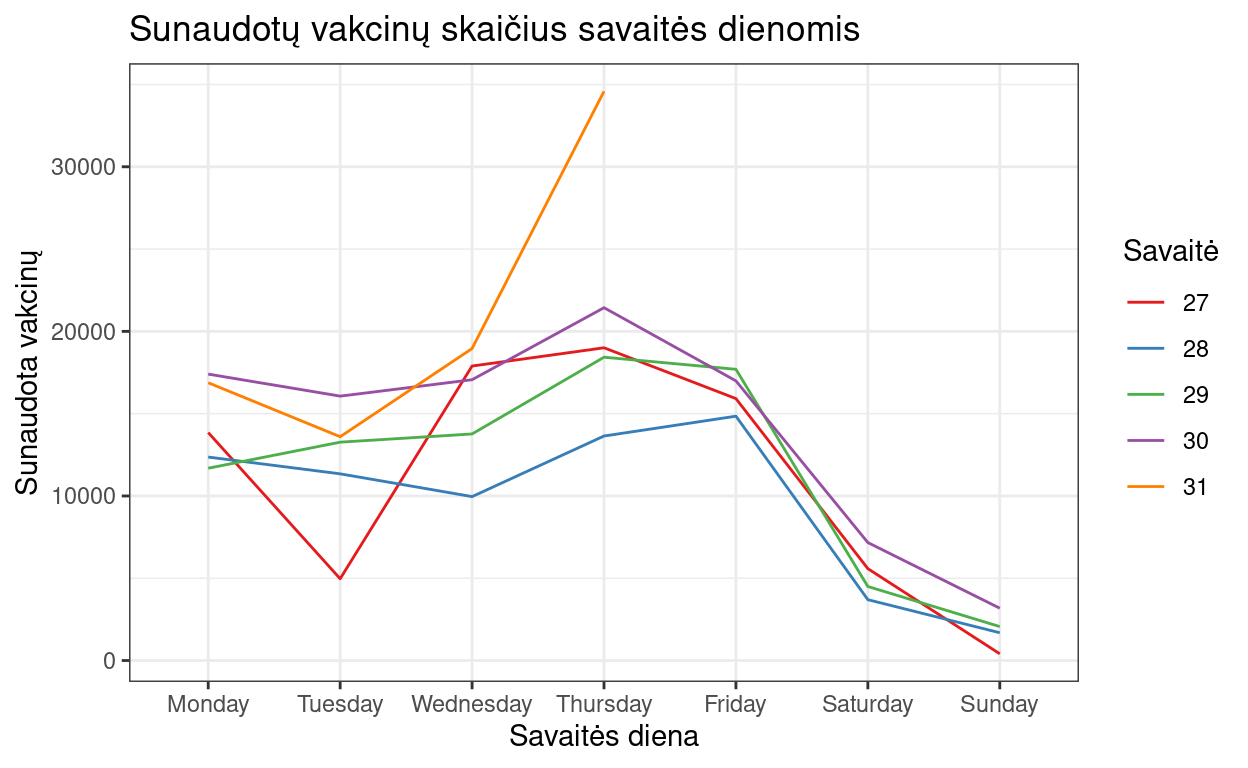 Sunaudotų vakcinų skaičius savaitės dienomis
Sunaudota vakcinų
30000
20000
10000
0
Monday Tuesday Wednesday Thursday Friday Saturday Sunday
Savaitės diena
Savaitė
27
28
29
30
31